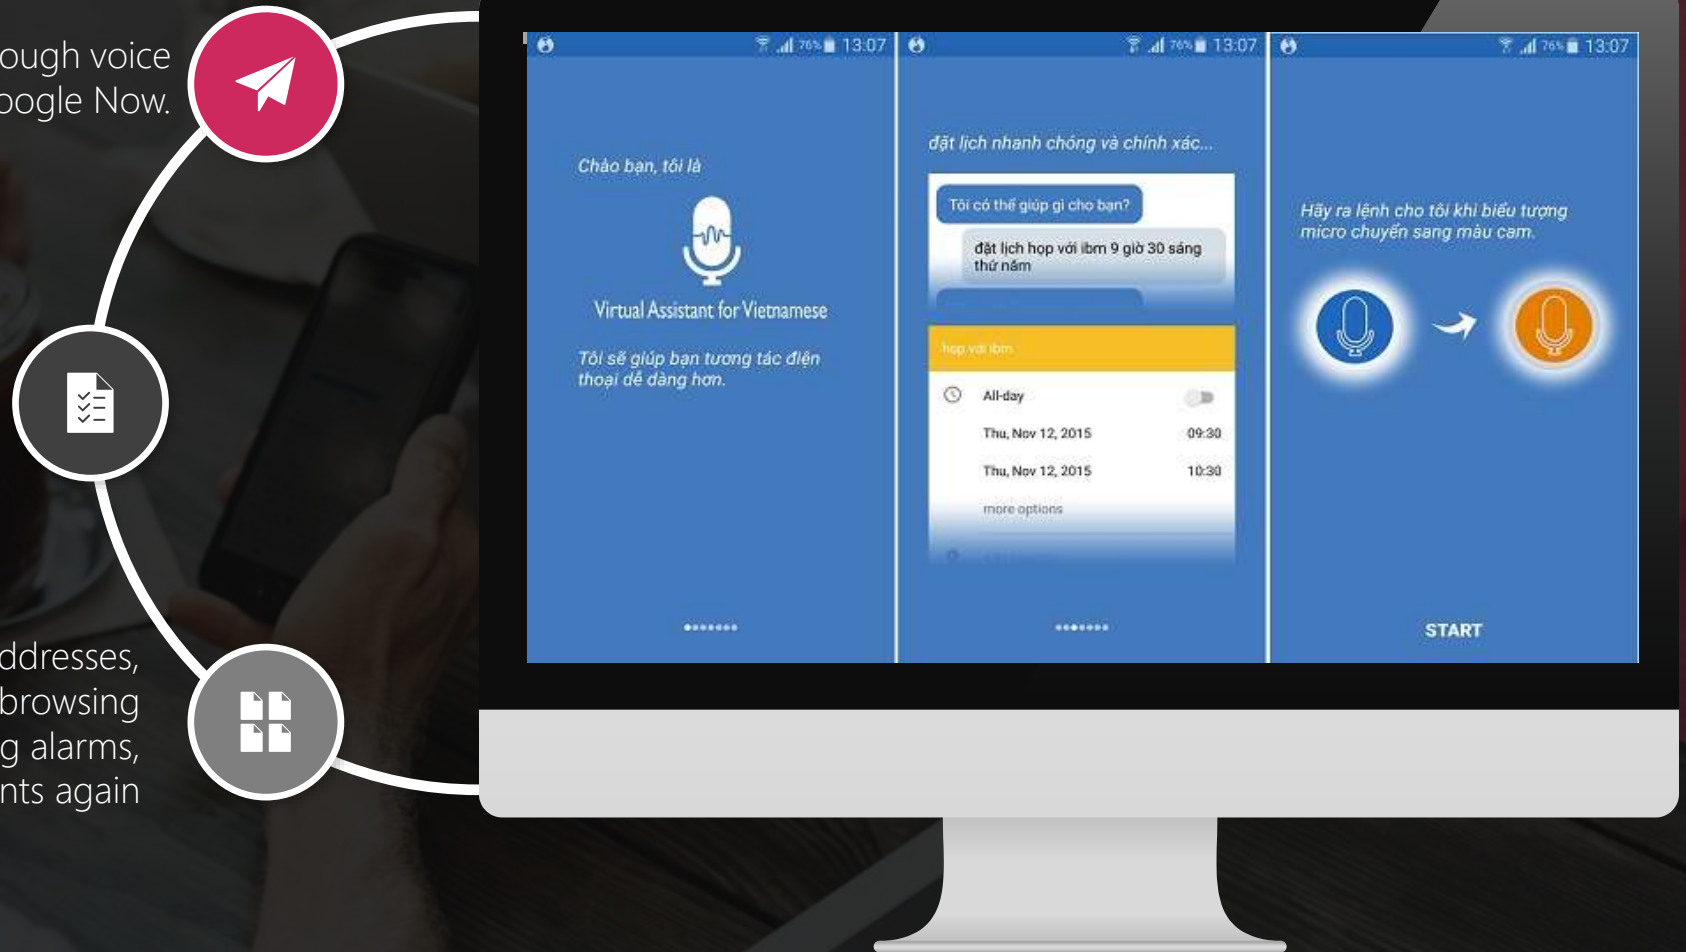 ough voice
oogle Now.
ddresses,
browsing
g alarms,
nts again
76% 13:07
Chào bạn, tôi là
Virtual Assistant for Vietnamese
Tôi sẽ giúp bạn tương tác điện
thoại dễ dàng hơn.
76% 13:07
đặt lịch nhanh chóng và chính xác...
Tôi có thể giúp gì cho bạn?
đặt lịch họp với ibm 9 giờ 30 sáng
thứ năm
họp với ibm
All-day
Thu, Nov 12, 2015 09:30
Thu, Nov 12, 2015 10:30
more options
76% 13:07
Hãy ra lệnh cho tôi khi biểu tượng
micro chuyển sang màu cam.
START